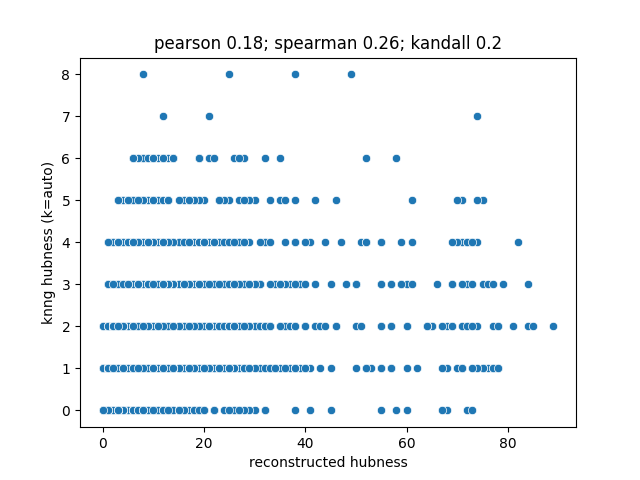 pearson 0.18; spearman 0.26; kandall 0.2
knng hubness (k=auto)
8
7
6
5
4
3
2
1
0
0 20 40 60 80
reconstructed hubness